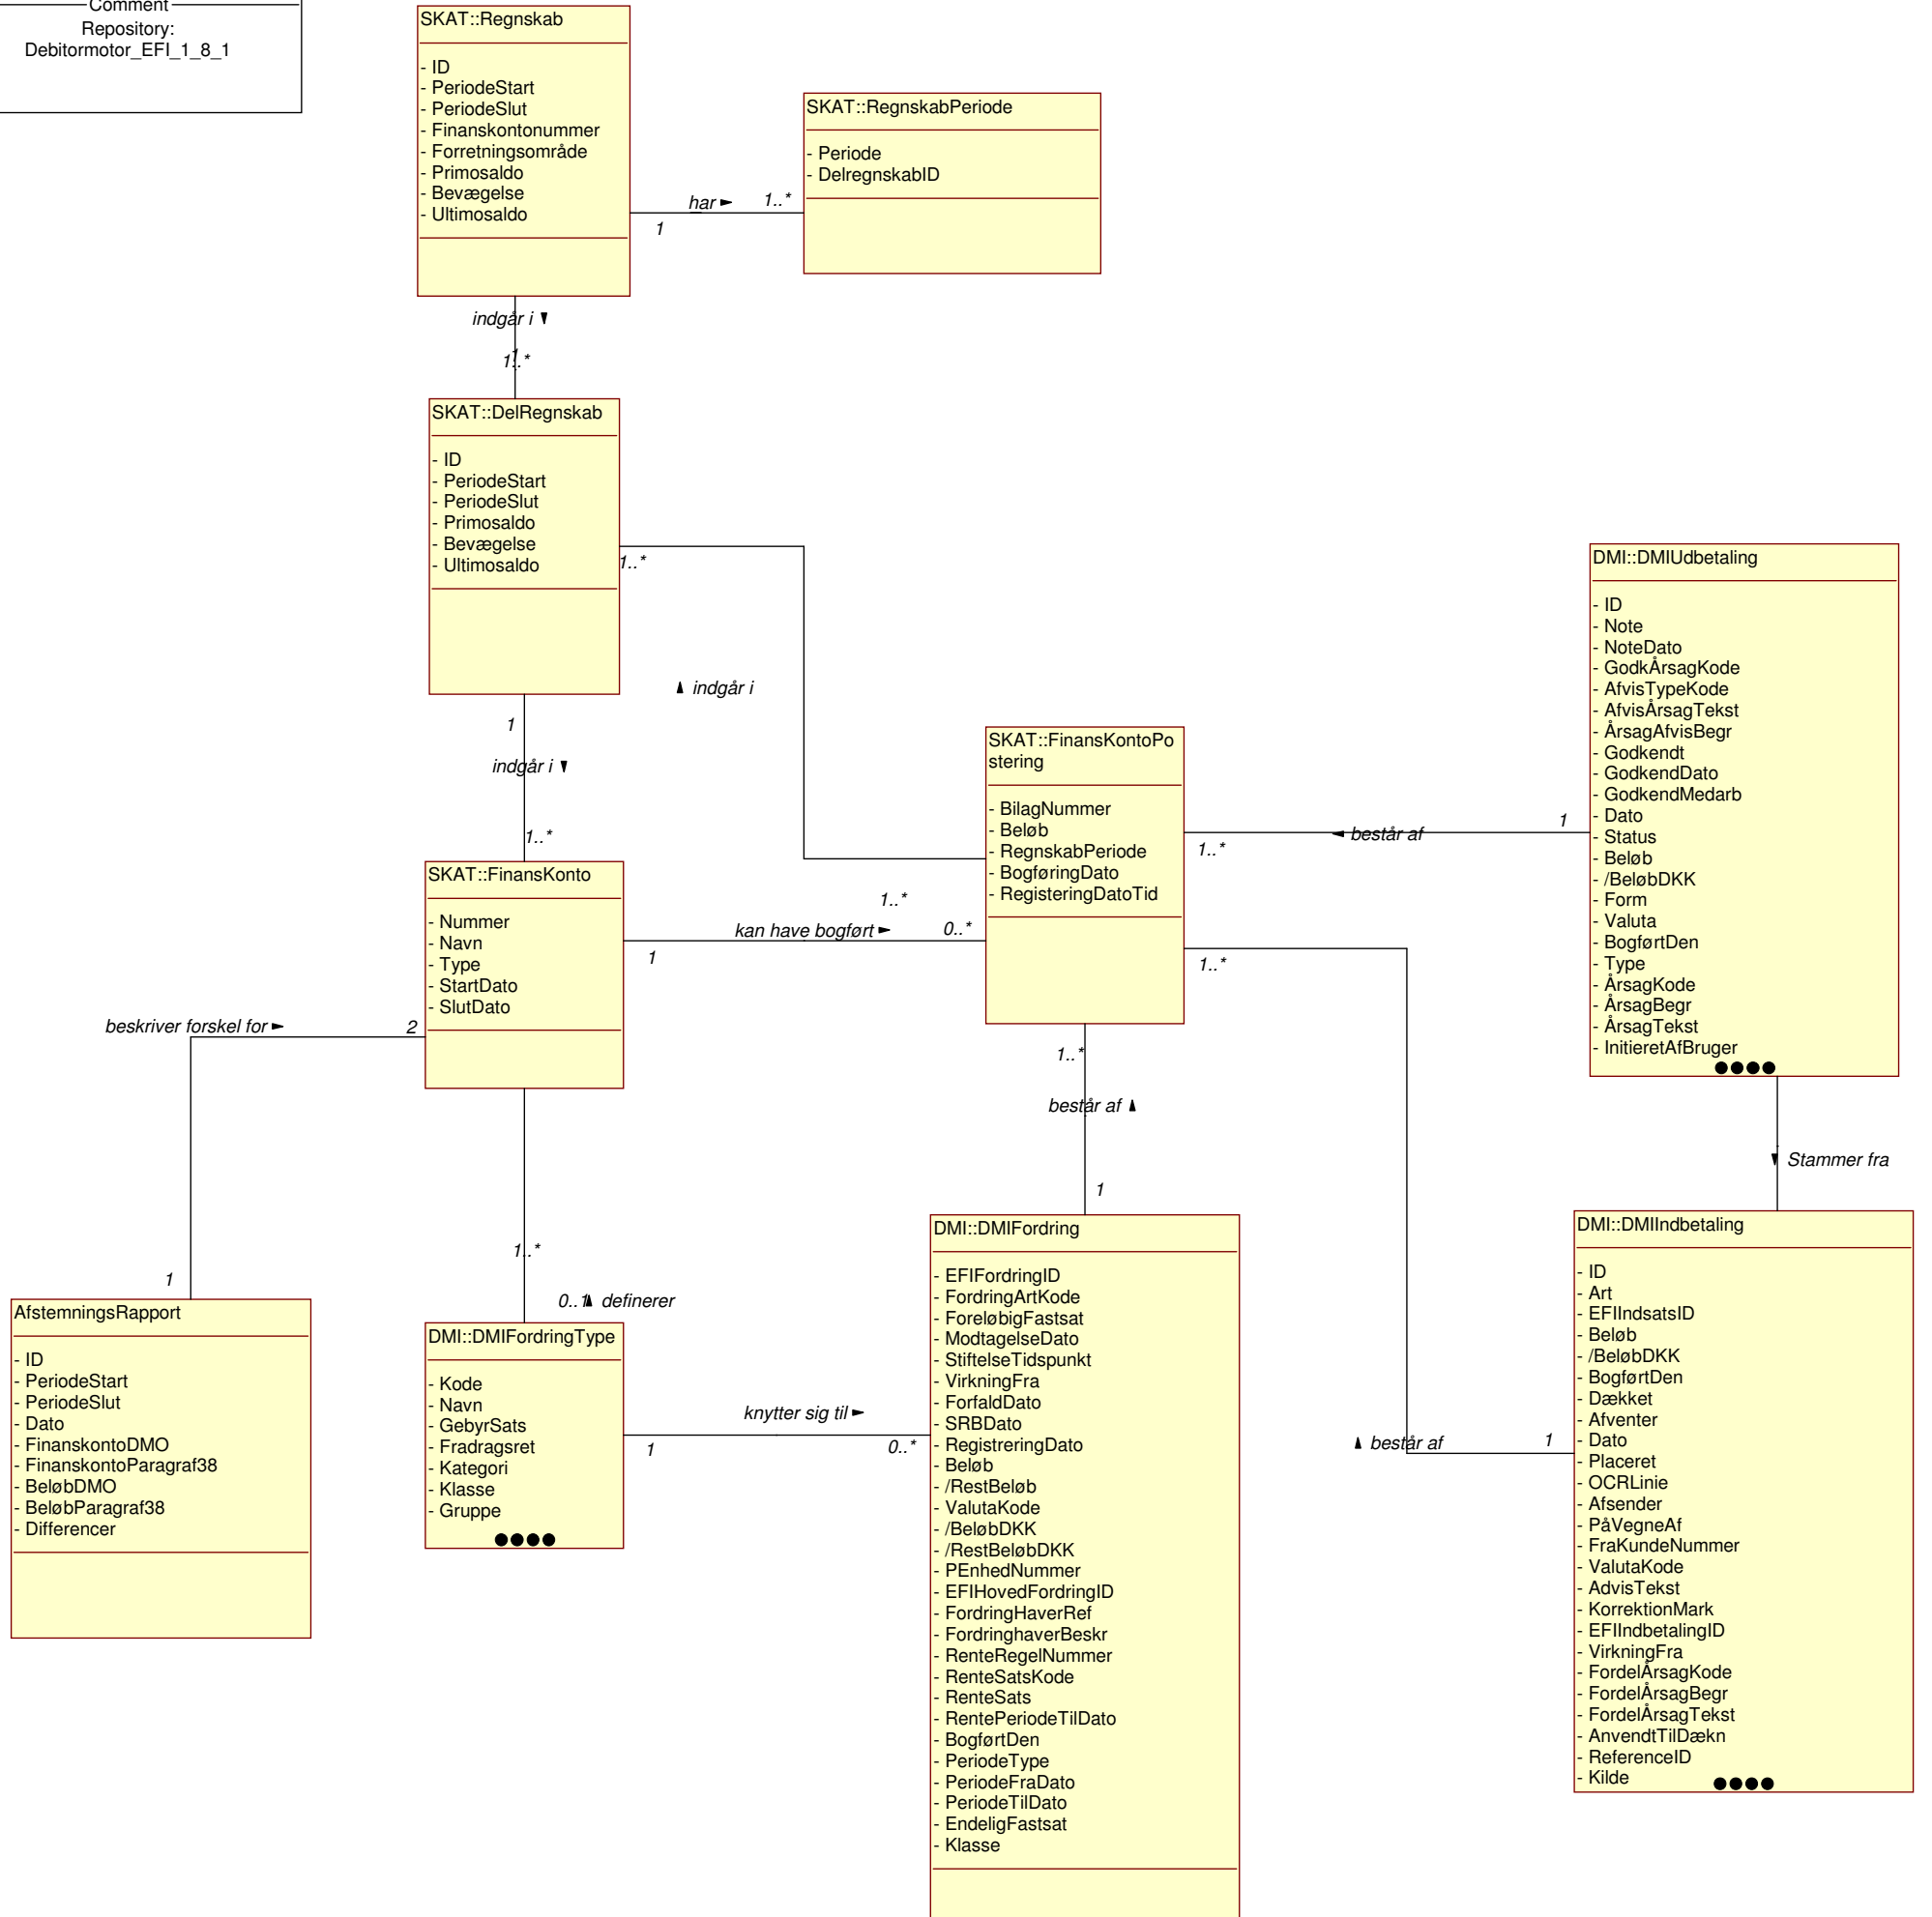 Comment
Repository:
Debitormotor_EFI_1_8_1
SKAT::Regnskab
- ID
- PeriodeStart
- PeriodeSlut
- Finanskontonummer
- Forretningsområde
- Primosaldo
- Bevægelse
- Ultimosaldo
SKAT::RegnskabPeriode
- Periode
- DelregnskabID
har ►
1..*
1
indgår i ▼
1
1..*
SKAT::DelRegnskab
- ID
- PeriodeStart
- PeriodeSlut
- Primosaldo
- Bevægelse
- Ultimosaldo
1..*
▲ indgår i
1
indgår i ▼
1..*
SKAT::FinansKontoPo
stering
- BilagNummer
- Beløb
- RegnskabPeriode
- BogføringDato
- RegisteringDatoTid
DMI::DMIUdbetaling
- ID
- Note
- NoteDato
- GodkÅrsagKode
- AfvisTypeKode
- AfvisÅrsagTekst
- ÅrsagAfvisBegr
- Godkendt
- GodkendDato
- GodkendMedarb
- Dato
- Status
- Beløb
- /BeløbDKK
- Form
- Valuta
- BogførtDen
- Type
- ÅrsagKode
- ÅrsagBegr
- ÅrsagTekst
- InitieretAfBruger
◄ består af
1
1..*
SKAT::FinansKonto
- Nummer
- Navn
- Type
- StartDato
- SlutDato
1..*
kan have bogført ►
0..*
1
1..*
beskriver forskel for ►
2
1
1..*
består af ▲
1
▼ Stammer fra
1..*
0..1
▲ definerer
AfstemningsRapport
- ID
- PeriodeStart
- PeriodeSlut
- Dato
- FinanskontoDMO
- FinanskontoParagraf38
- BeløbDMO
- BeløbParagraf38
- Differencer
DMI::DMIFordringType
- Kode
- Navn
- GebyrSats
- Fradragsret
- Kategori
- Klasse
- Gruppe
knytter sig til ►
1
0..*
DMI::DMIFordring
- EFIFordringID
- FordringArtKode
- ForeløbigFastsat
- ModtagelseDato
- StiftelseTidspunkt
- VirkningFra
- ForfaldDato
- SRBDato
- RegistreringDato
- Beløb
- /RestBeløb
- ValutaKode
- /BeløbDKK
- /RestBeløbDKK
- PEnhedNummer
- EFIHovedFordringID
- FordringHaverRef
- FordringhaverBeskr
- RenteRegelNummer
- RenteSatsKode
- RenteSats
- RentePeriodeTilDato
- BogførtDen
- PeriodeType
- PeriodeFraDato
- PeriodeTilDato
- EndeligFastsat
- Klasse
▲ består af
1
DMI::DMIIndbetaling
- ID
- Art
- EFIIndsatsID
- Beløb
- /BeløbDKK
- BogførtDen
- Dækket
- Afventer
- Dato
- Placeret
- OCRLinie
- Afsender
- PåVegneAf
- FraKundeNummer
- ValutaKode
- AdvisTekst
- KorrektionMark
- EFIIndbetalingID
- VirkningFra
- FordelÅrsagKode
- FordelÅrsagBegr
- FordelÅrsagTekst
- AnvendtTilDækn
- ReferenceID
- Kilde